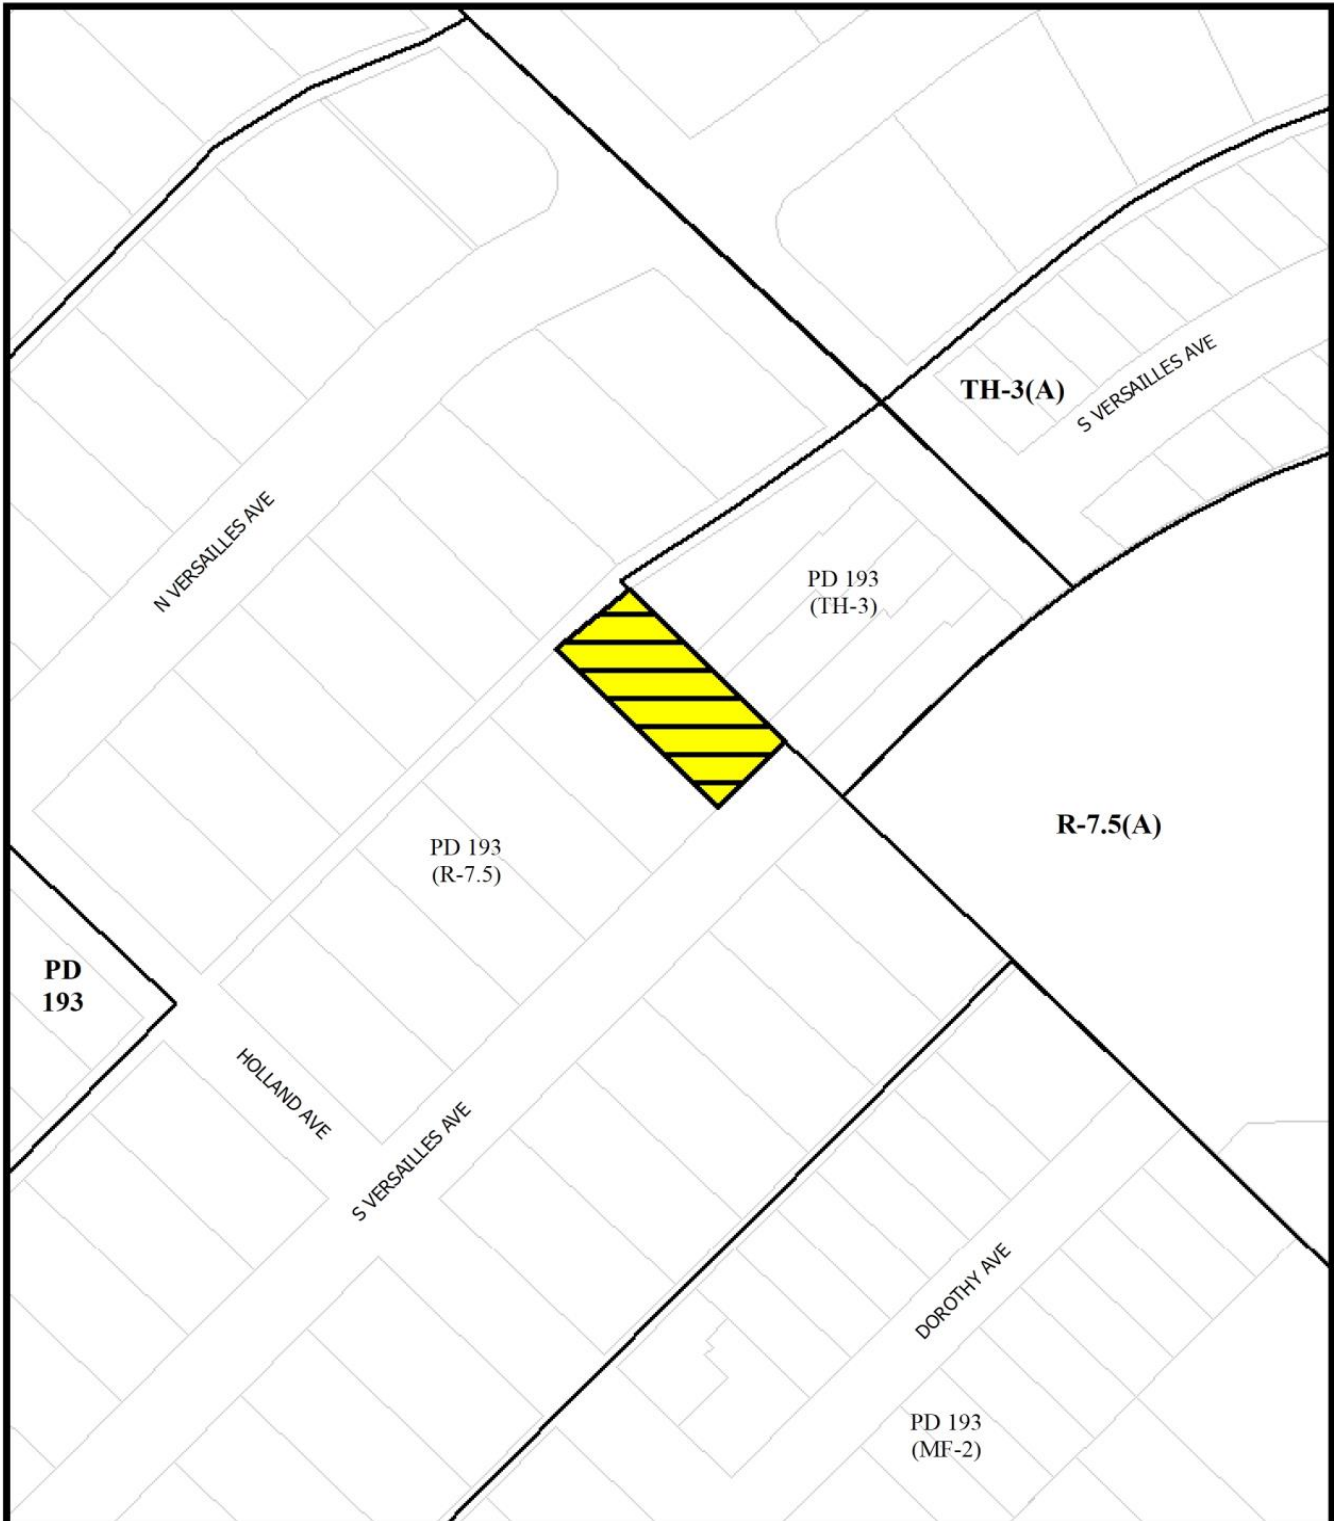 TH-3(A)
S VERSAILLES AVE
N VERSAILLES AVE
PD 193
(TH-3)
R-7.5(A)
PD 193
(R-7.5)
PD
193
HOLLAND AVE
S VERSAILLES AVE
DOROTHY AVE
PD 193
(MF-2)